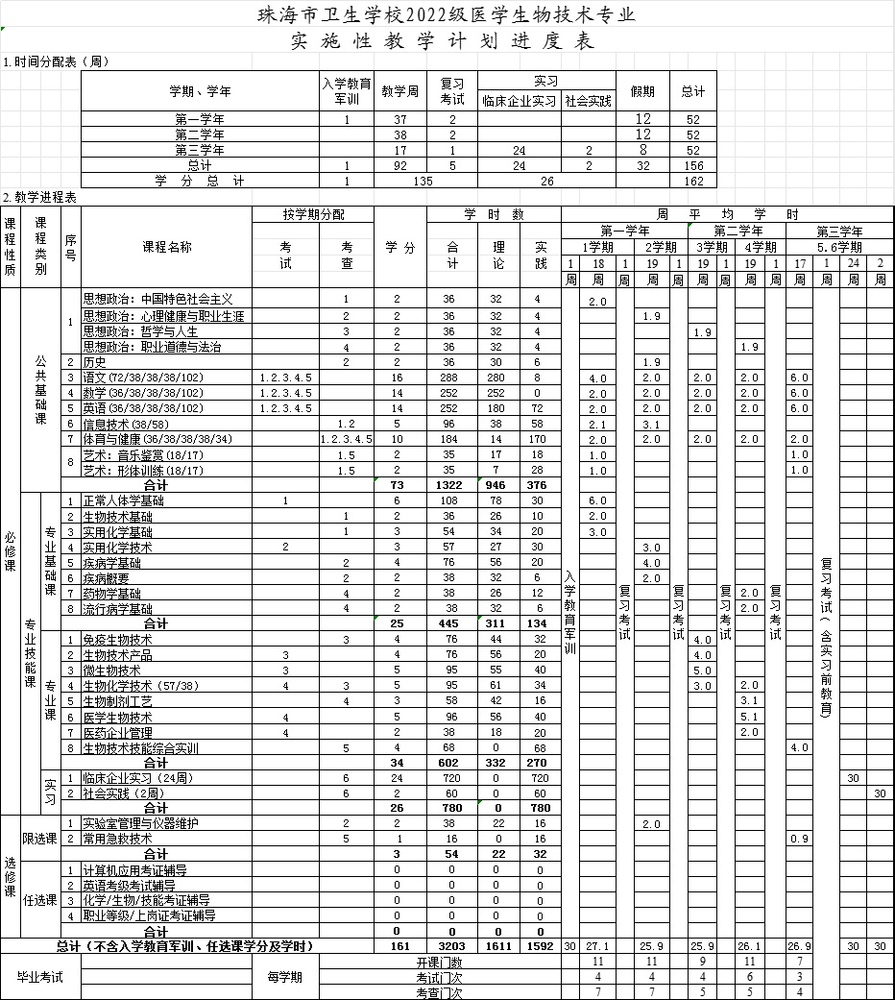 珠海市卫生学校2022级医学生物技术专业
实施性教学计划进度表
1.时间分配表（周）
学期、学年 入学教育军训 教学周 复习考试 实习 假期 总计
临床企业实习 社会实践
第一学年 1 37 2 12 52
第二学年 38 2 12 52
第三学年 17 1 24 2 8 52
总计 1 92 5 24 2 32 156
学 分 总 计 1 135 26 162
2.教学进程表
课程性质 课程类别 序号 课程名称 按学期分配 学 分 学 时 数 周 平 均 学 时
考试 考查 合计 理论 实践 第一学年 第二学年 第三学年
1学期 2学期 3学期 4学期 5.6学期
1 18 1 19 1 19 1 19 1 17 1 24 2
周 周 周 周 周 周 周 周 周 周 周 周 周
必修课 公共基础课
1 思想政治：中国特色社会主义 1 2 36 32 4 2.0
思想政治：心理健康与职业生涯 2 2 36 32 4 1.9
思想政治：哲学与人生 3 2 36 32 4 1.9
思想政治：职业道德与法治 4 2 36 32 4 1.9
2 历史 2 2 36 30 6 1.9
3 语文(72/38/38/38/102) 1.2.3.4.5 16 288 280 8 4.0 2.0 2.0 2.0 6.0
4 数学(36/38/38/38/102) 1.2.3.4.5 14 252 252 0 2.0 2.0 2.0 2.0 6.0
5 英语(36/38/38/38/102) 1.2.3.4.5 14 252 180 72 2.0 2.0 2.0 2.0 6.0
6 信息技术(38/58) 1.2 5 96 38 58 2.1 3.1
7 体育与健康(36/38/38/38/34) 1.2.3.4.5 10 184 14 170 2.0 2.0 2.0 2.0 2.0
8 艺术：音乐鉴赏(18/17) 1.5 2 35 17 18 1.0 1.0
艺术：形体训练(18/17) 1.5 2 35 7 28 1.0 1.0
合计 73 1322 946 376
专业技能课 专业基础课
1 正常人体学基础 1 6 108 78 30 6.0
2 生物技术基础 1 2 36 26 10 2.0
3 实用化学基础 1 3 54 34 20 3.0
4 实用化学技术 2 3 57 27 30 3.0
5 疾病学基础 2 4 76 56 20 4.0
6 疾病概要 2 2 38 32 6 2.0
7 药物学基础 4 2 38 26 12 2.0
8 流行病学基础 4 2 38 32 6 2.0
合计 25 445 311 134
入学教育军训 复习考试 复习考试 复习考试 复习考试 复习考试（含实习前教育）
专业课
1 免疫生物技术 3 4 76 44 32 4.0
2 生物技术产品 3 4 76 56 20 4.0
3 微生物技术 3 5 95 55 40 5.0
4 生物化学技术（57/38） 4 3 5 95 61 34 3.0 2.0
5 生物制剂工艺 4 3 58 42 16 3.1
6 医学生物技术 4 5 96 56 40 5.1
7 医药企业管理 4 2 38 18 20 2.0
8 生物技术技能综合实训 5 4 68 0 68 4.0
合计 34 602 332 270
实习
1 临床企业实习（24周） 6 24 720 0 720 30
2 社会实践（2周） 6 2 60 0 60 30
合计 26 780 0 780
选修课 限选课
1 实验室管理与仪器维护 2 2 38 22 16 2.0
2 常用急救技术 5 1 16 0 16 0.9
合计 3 54 22 32
任选课
1 计算机应用考证辅导 0 0 0 0
2 英语考级考试辅导 0 0 0 0
3 化学/生物/技能考证辅导 0 0 0 0
4 职业等级/上岗证考证辅导 0 0 0 0
合计 0 0 0 0
总计（不含入学教育军训、任选课学分及学时） 161 3203 1611 1592 30 27.1 25.9 25.9 26.1 26.9 30 30
毕业考试 每学期 开课门数 11 11 9 11 7
考试门次 4 4 4 6 3
考查门次 7 7 5 5 4